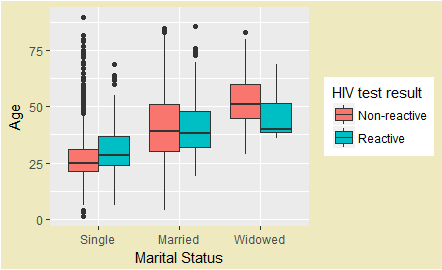 75
50
25
0
Age
Single Married Widowed
Marital Status
HIV test result
Non-reactive
Reactive